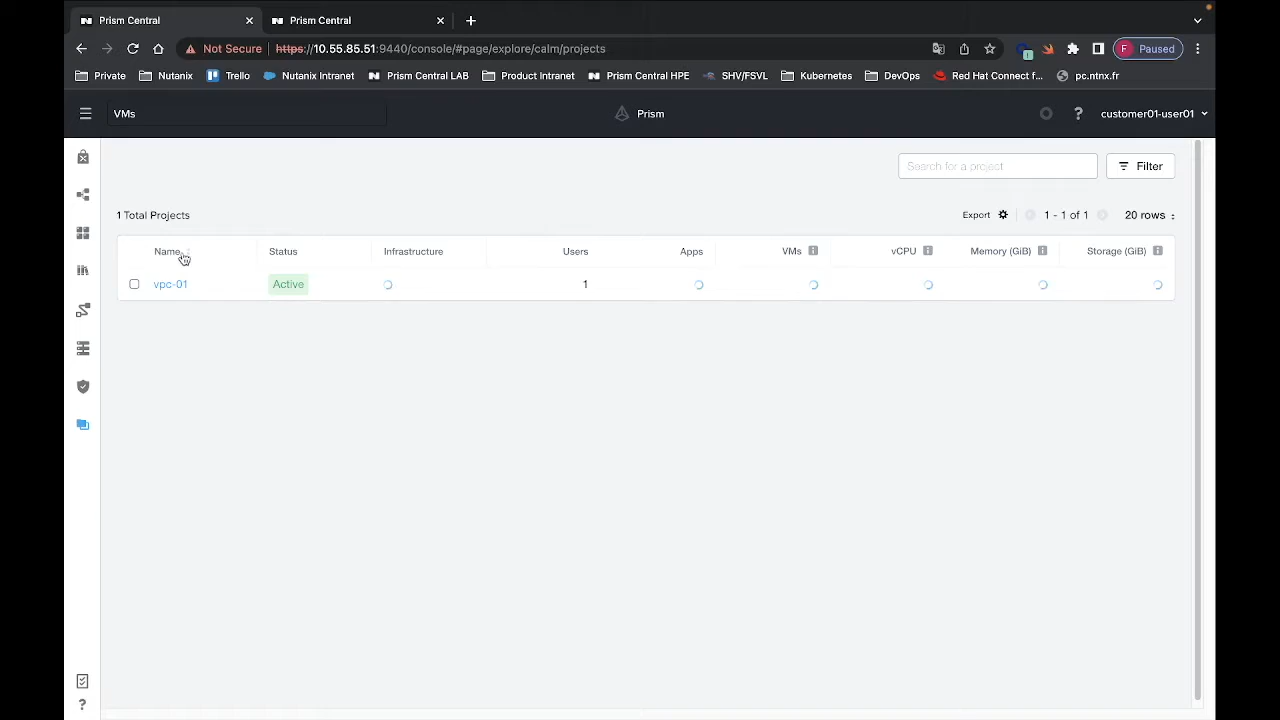 Prism Central
Prism Central
Not Secure https://10.55.85.51:9440/console/#page/explore/calm/projects F Paused
Private Nutanix Trello Nutanix Intranet Prism Central LAB Product Intranet Prism Central HPE SHV/FSVL Kubernetes DevOps Red Hat Connect f... pc.ntnx.fr
VMs Prism ? customer01-user01
Search for a project Filter
1 Total Projects Export 1 - 1 of 1 20 rows
Name Status Infrastructure Users Apps VMs vCPU Memory (GiB) Storage (GiB)
vpc-01 Active 1
?